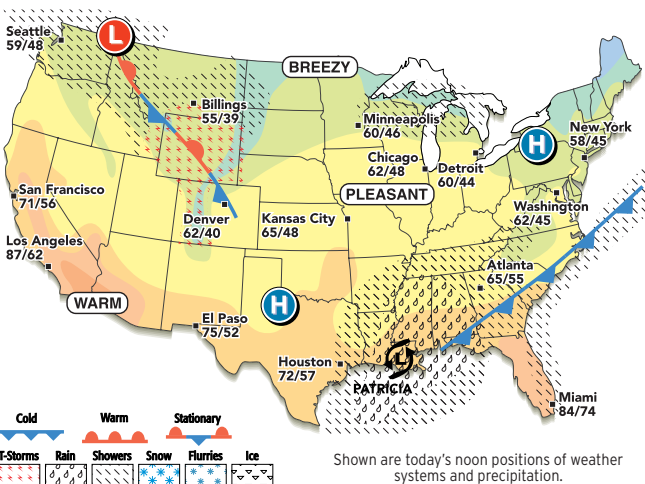 Seattle
59/48
L
BREEZY
Billings
55/39
Minneapolis
60/46
New York
58/45
H
Chicago
62/48
Detroit
60/44
San Francisco
71/56
PLEASANT
Denver
62/40
Kansas City
65/48
Washington
62/45
Los Angeles
87/62
Atlanta
65/55
WARM
H
El Paso
75/52
Houston
72/57
L
PATRICIA
Miami
84/74
Cold
Warm
Stationary
T-Storms
Rain
Showers
Snow
Flurries
Ice
Shown are today's noon positions of weather
systems and precipitation.